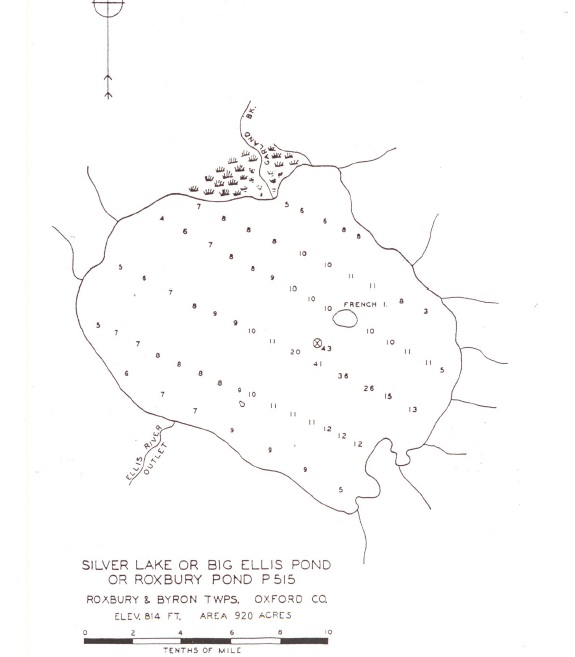 GARLAND BK.
7 5
4 8 6
6 8 6 8
7 8 8
8 10
5 8 10
6 9 11
7 10 11
10 8
8 10 FRENCH I. 3
9
5 9 10
7 10 10
7 11 43 11
8 20 41 11
6 8 36 5
8 8 26
7 9 10 15
7 11 13
11
9 11 12
12
9 12
9
5
ELLIS RIVER
OUTLET
SILVER LAKE OR BIG ELLIS POND
OR ROXBURY POND P515
ROXBURY & BYRON TWPS. OXFORD CO.
ELEV. 814 FT. AREA 920 ACRES
0 2 4 6 8 10
TENTHS OF MILE